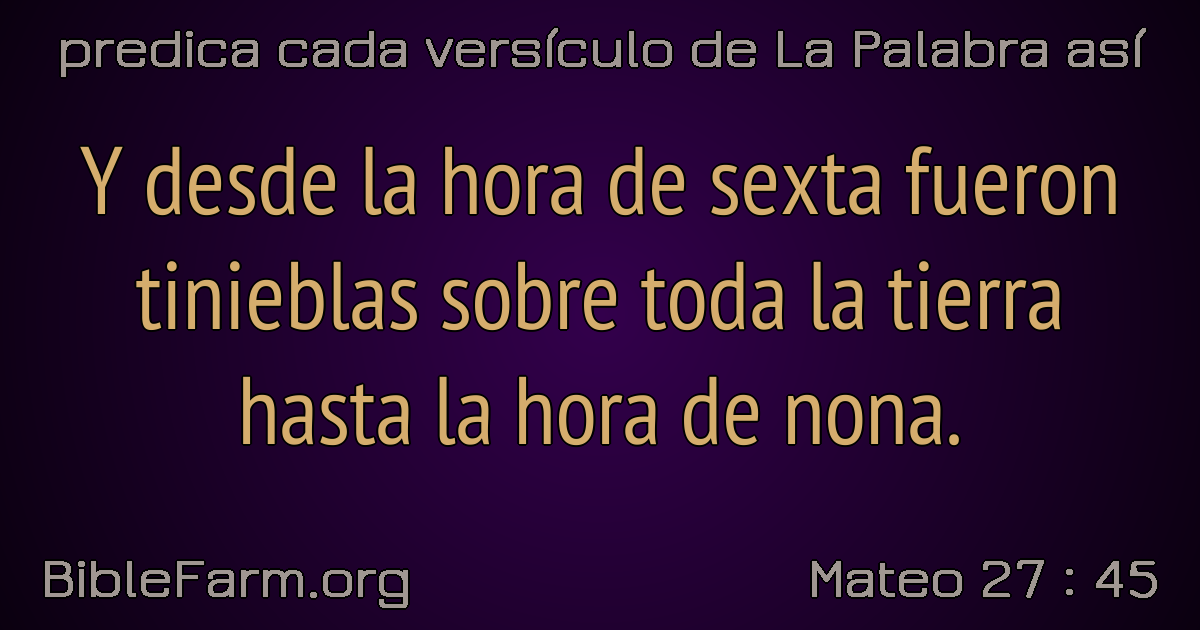 predica cada versículo de La Palabra así
Y desde la hora de sexta fueron
tinieblas sobre toda la tierra
hasta la hora de nona.
BibleFarm.org
Mateo 27 : 45